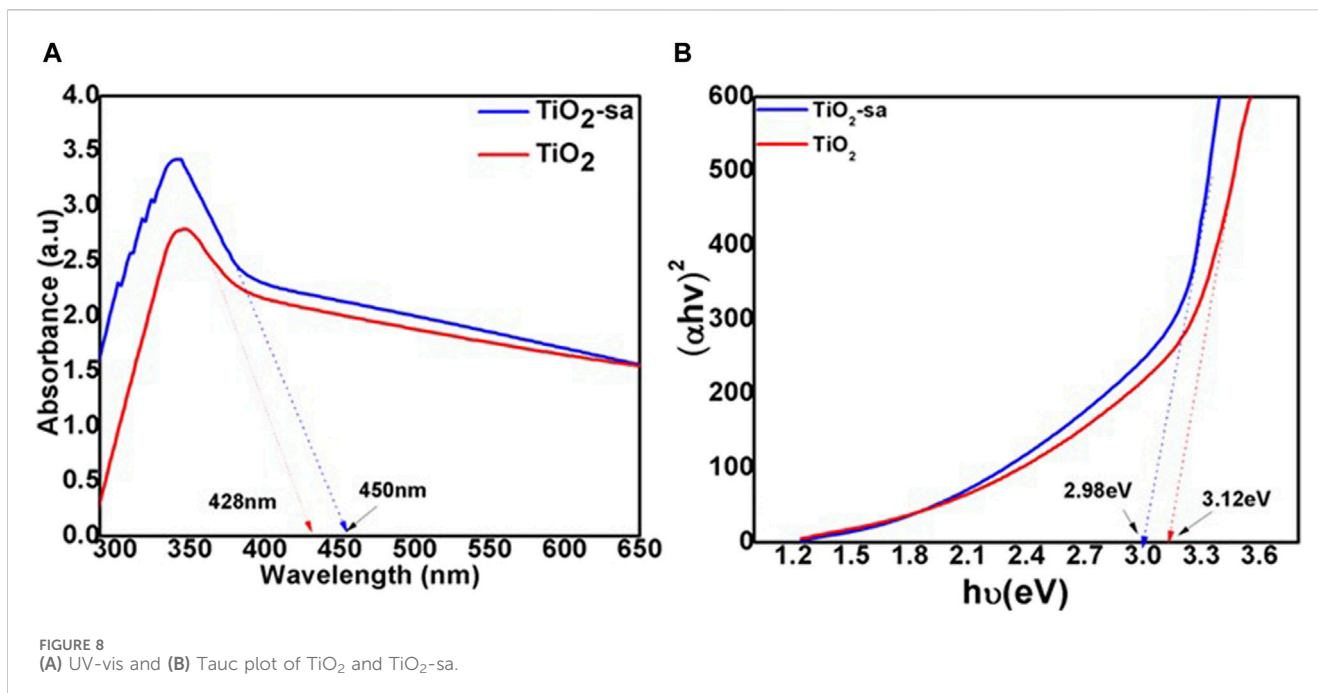 A
4.0
3.5
3.0
2.5
2.0
1.5
1.0
0.5
0.0
Absorbance (a.u)
TiO₂-sa
TiO₂
428nm
450nm
300 350 400 450 500 550 600 650
Wavelength (nm)
B
600
500
400
300
200
100
0
(αhv)²
TiO₂-sa
TiO₂
2.98eV
3.12eV
1.2 1.5 1.8 2.1 2.4 2.7 3.0 3.3 3.6
hυ(eV)
FIGURE 8
(A) UV-vis and (B) Tauc plot of TiO₂ and TiO₂-sa.